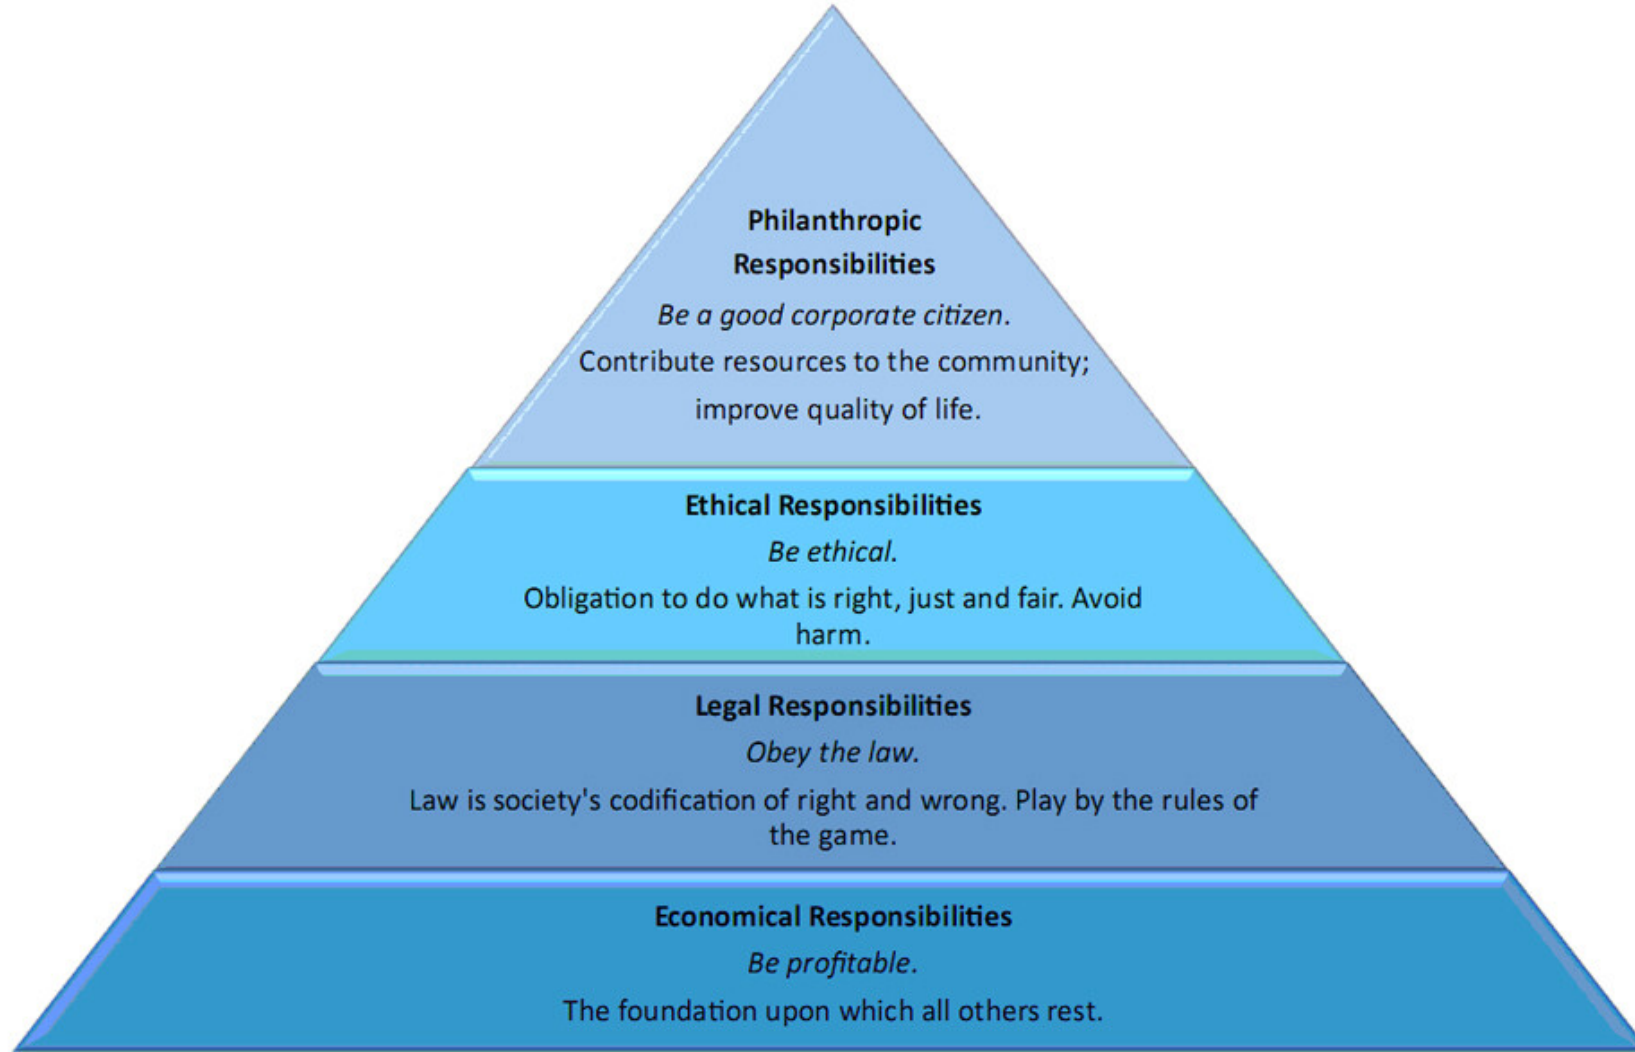 Philanthropic
Responsibilities
Be a good corporate citizen.
Contribute resources to the community;
improve quality of life.
Ethical Responsibilities
Be ethical.
Obligation to do what is right, just and fair. Avoid
harm.
Legal Responsibilities
Obey the law.
Law is society's codification of right and wrong. Play by the rules of
the game.
Economical Responsibilities
Be profitable.
The foundation upon which all others rest.